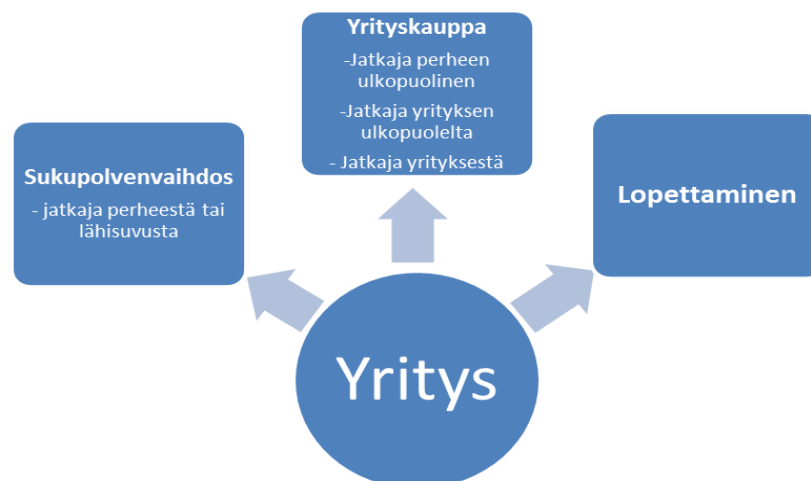 Yrityskauppa
-Jatkaja perheen
ulkopuolinen
-Jatkaja yrityksen
ulkopuolelta
- Jatkaja yrityksestä
Sukupolvenvaihdos
- jatkaja perheestä tai
lähisuvusta
Lopettaminen
Yritys